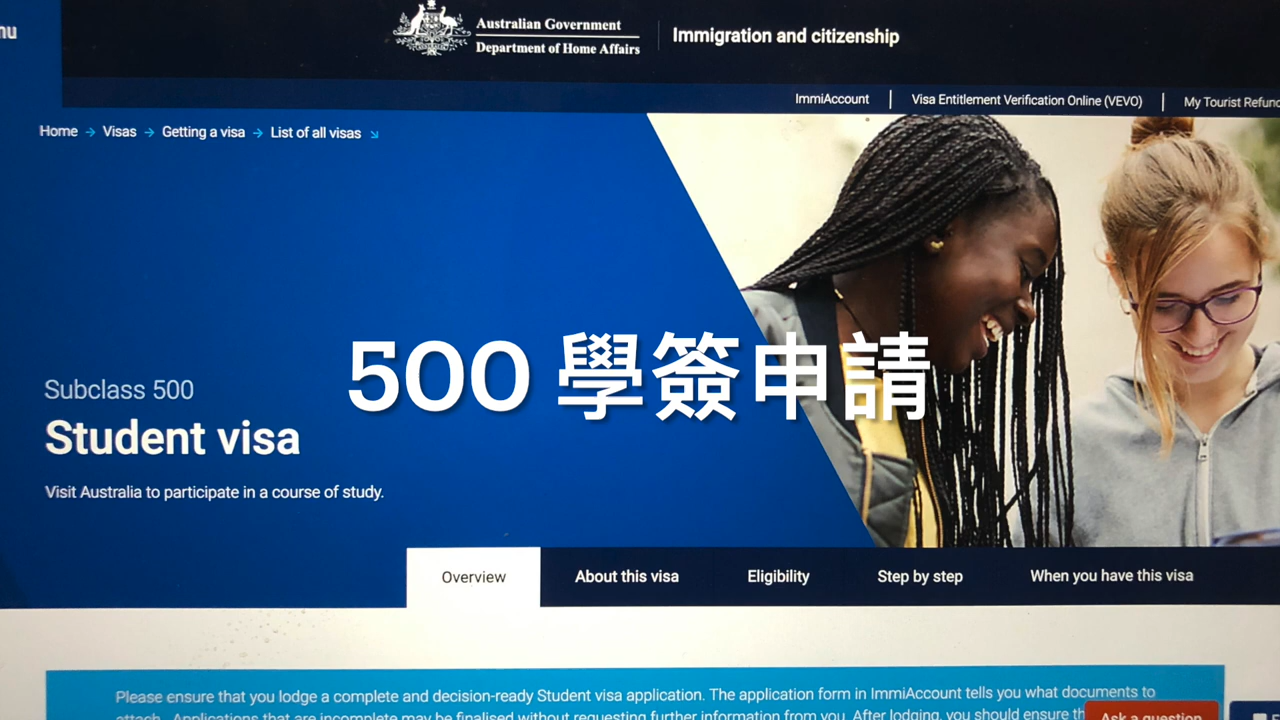 nu
Australian Government
Department of Home Affairs
Immigration and citizenship
ImmiAccount
Visa Entitlement Verification Online (VEVO)
My Tourist Refund
Home → Visas → Getting a visa → List of all visas
500 學簽申請
Subclass 500
Student visa
Visit Australia to participate in a course of study.
Overview
About this visa
Eligibility
Step by step
When you have this visa
Please ensure that you lodge a complete and decision-ready Student visa application. The application form in ImmiAccount tells you what documents to
attach. Applications that are incomplete may be finalised without requesting further information from you. After lodging, you should ensure th
Ask a question